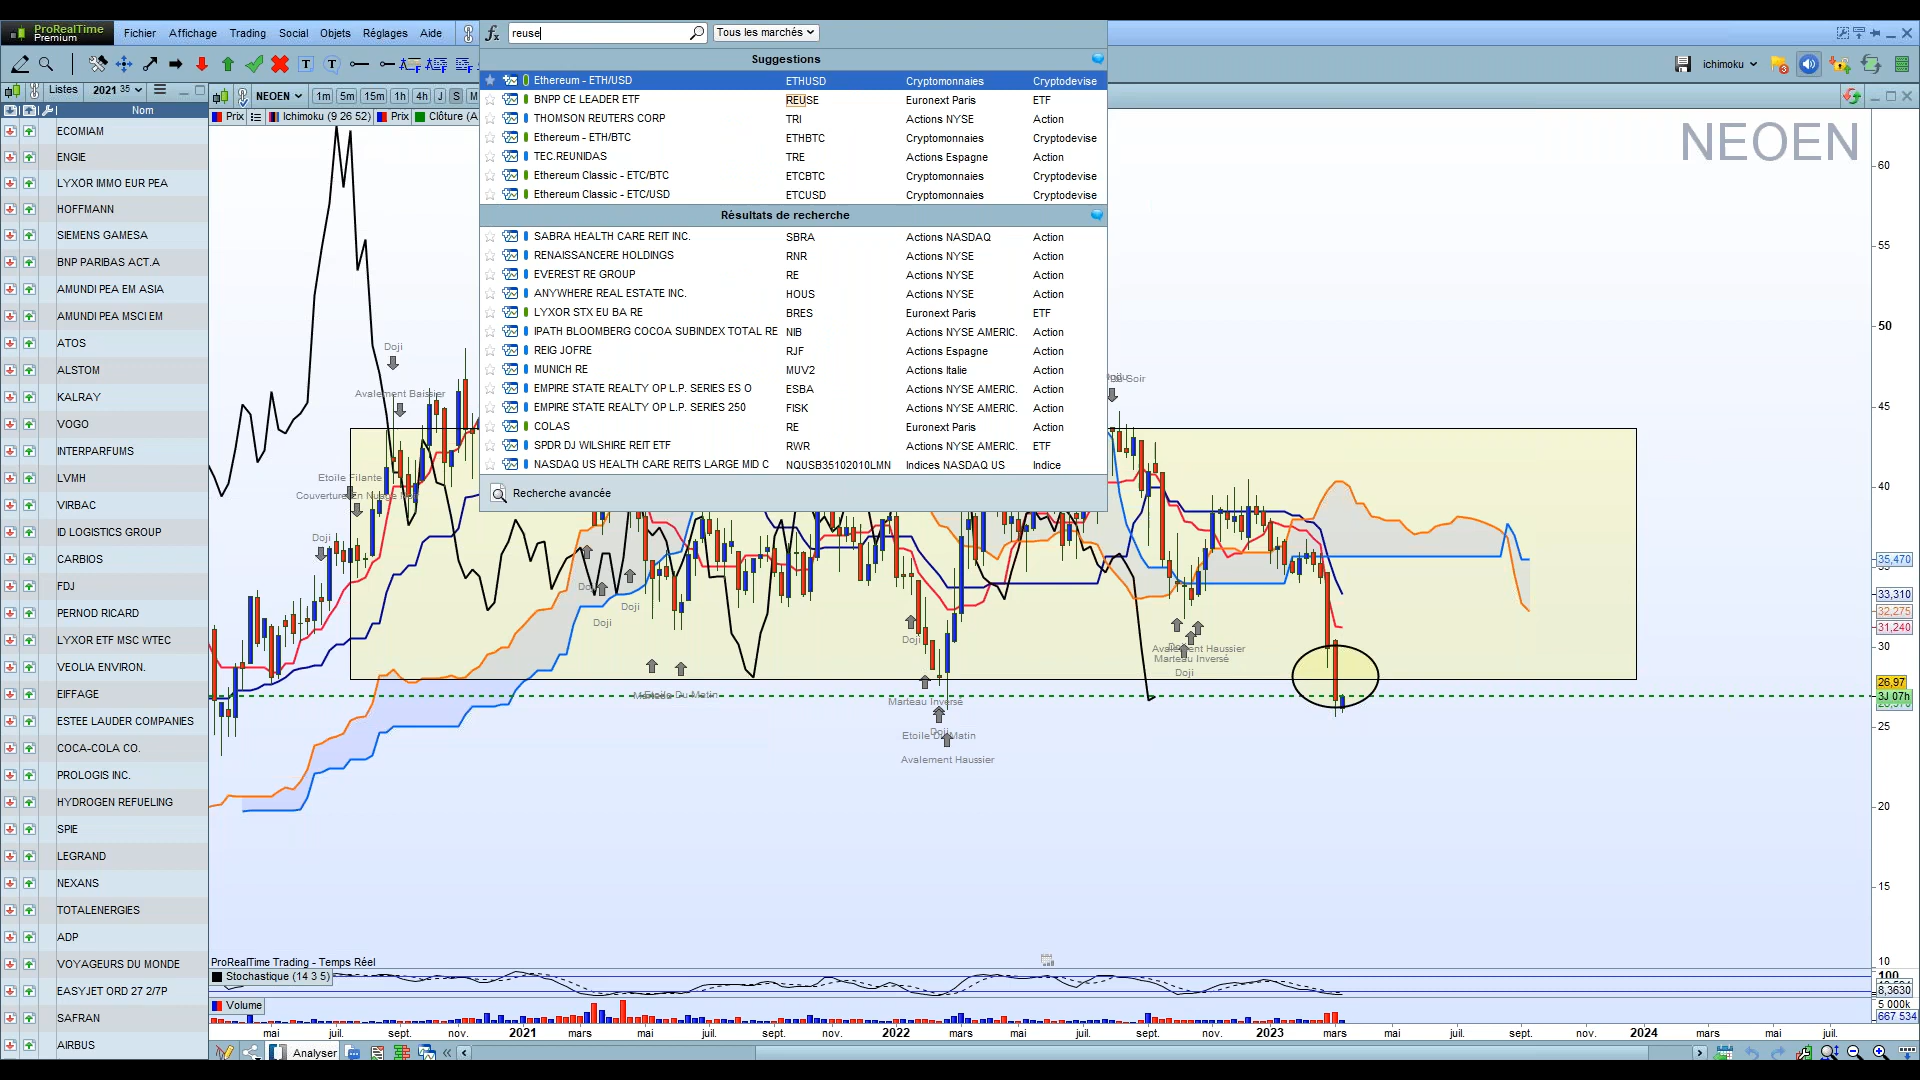 ProRealTime
Premium
Fichier Affichage Trading Social Objets Réglages Aide
fx reuse Tous les marchés
ichimoku 3
Listes 2021 35 NEOEN 1m 5m 15m 1h 4h J S M
Nom
Prix Ichimoku (9 26 52) Prix Clôture (A
Suggestions
Ethereum - ETH/USD ETHUSD Cryptomonnaies Cryptodevise
BNPP CE LEADER ETF REUSE Euronext Paris ETF
THOMSON REUTERS CORP TRI Actions NYSE Action
Ethereum - ETH/BTC ETHBTC Cryptomonnaies Cryptodevise
TEC.REUNIDAS TRE Actions Espagne Action
Ethereum Classic - ETC/BTC ETCBTC Cryptomonnaies Cryptodevise
Ethereum Classic - ETC/USD ETCUSD Cryptomonnaies Cryptodevise
Résultats de recherche
SABRA HEALTH CARE REIT INC. SBRA Actions NASDAQ Action
RENAISSANCERE HOLDINGS RNR Actions NYSE Action
EVEREST RE GROUP RE Actions NYSE Action
ANYWHERE REAL ESTATE INC. HOUS Actions NYSE Action
LYXOR STX EU BA RE BRES Euronext Paris ETF
IPATH BLOOMBERG COCOA SUBINDEX TOTAL RE NIB Actions NYSE AMERIC. Action
REIG JOFRE RJF Actions Espagne Action
MUNICH RE MUV2 Actions Italie Action
EMPIRE STATE REALTY OP L.P. SERIES ES O ESBA Actions NYSE AMERIC. Action
EMPIRE STATE REALTY OP L.P. SERIES 250 FISK Actions NYSE AMERIC. Action
COLAS RE Euronext Paris Action
SPDR DJ WILSHIRE REIT ETF RWR Actions NYSE AMERIC. ETF
NASDAQ US HEALTH CARE REITS LARGE MID C NQUSB35102010LMN Indices NASDAQ US Indice
Recherche avancée
ECOMIAM
ENGIE
LYXOR IMMO EUR PEA
HOFFMANN
SIEMENS GAMESA
BNP PARIBAS ACT.A
AMUNDI PEA EM ASIA
AMUNDI PEA MSCI EM
ATOS
ALSTOM
KALRAY
VOGO
INTERPARFUMS
LVMH
VIRBAC
ID LOGISTICS GROUP
CARBIOS
FDJ
PERNOD RICARD
LYXOR ETF MSC WTEC
VEOLIA ENVIRON.
EIFFAGE
ESTEE LAUDER COMPANIES
COCA-COLA CO.
PROLOGIS INC.
HYDROGEN REFUELING
SPIE
LEGRAND
NEXANS
TOTALENERGIES
ADP
VOYAGEURS DU MONDE
EASYJET ORD 27 2/7P
SAFRAN
AIRBUS
NEOEN
Doji
Avalement Baissier
Etoile Filante
Doji
Doji
Doji
Doji
Marteau Inversé
Doji
Etoile Du Matin
Avalement Haussier
Avalement Haussier
Marteau Inversé
Doji
60
55
50
45
40
35,470
33,310
32,275
31,240
30
26,97
3J 07h
25
20
15
10
ProRealTime Trading - Temps Réel
Stochastique (14 3 5)
100
8,3630
Volume
5 000k
667 534
mai juil. sept. nov. 2021 mars mai juil. sept. nov. 2022 mars mai juil. sept. nov. 2023 mars mai juil. sept. nov. 2024 mars mai juil.
Analyser